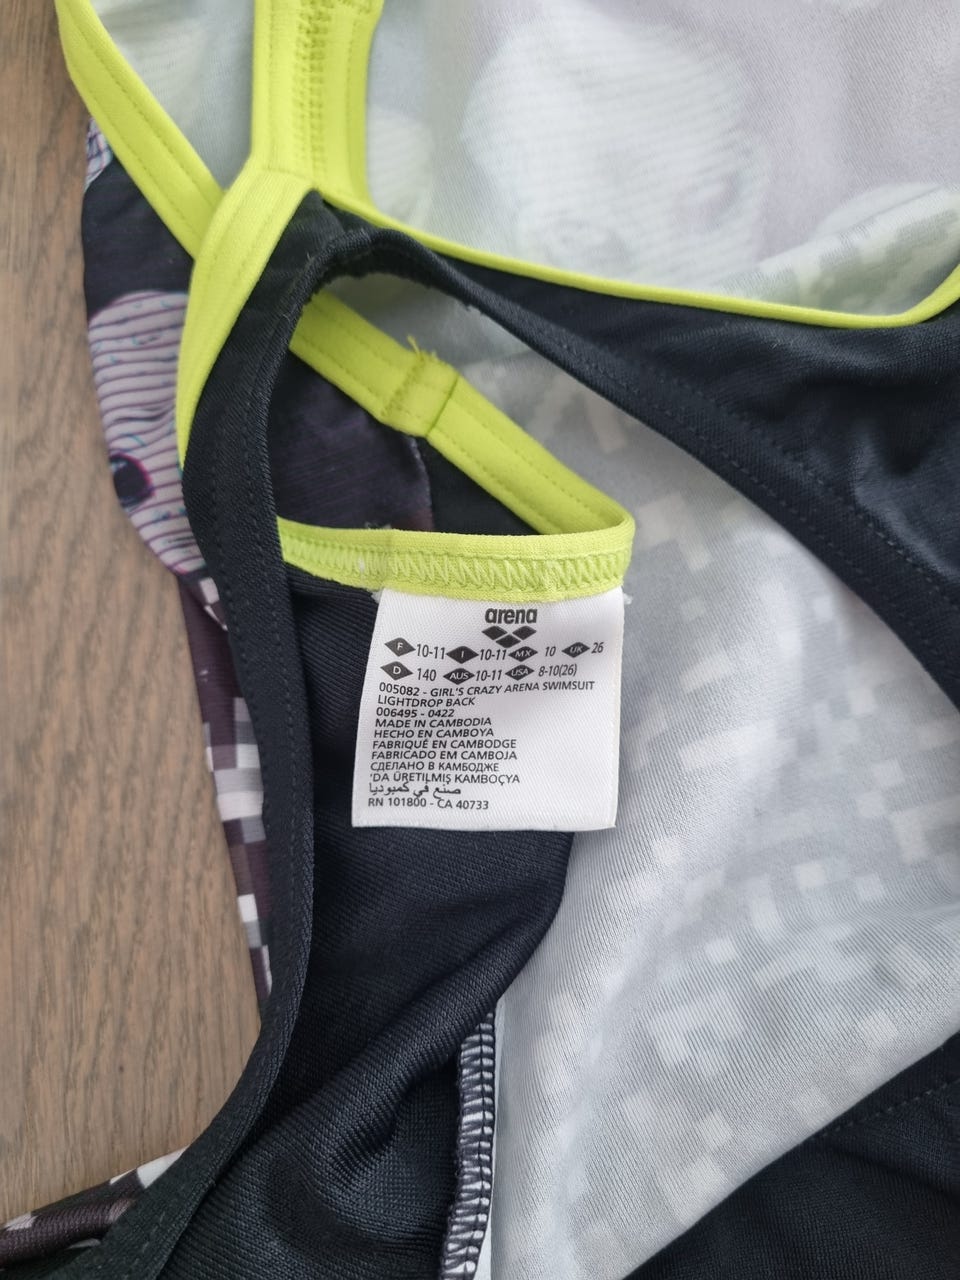 arena
F 10-11 I 10-11 MX 10 UK 26
D 140 AUS 10-11 USA 8-10(26)
005082 - GIRL'S CRAZY ARENA SWIMSUIT
LIGHTDROP BACK
006495 - 0422
MADE IN CAMBODIA
HECHO EN CAMBOYA
FABRIQUÉ EN CAMBODGE
FABRICADO EM CAMBOJA
СДЕЛАНО В КАМБОДЖЕ
'DA ÜRETILMIŞ KAMBOÇYA
صنع في كمبوديا
RN 101800 - CA 40733